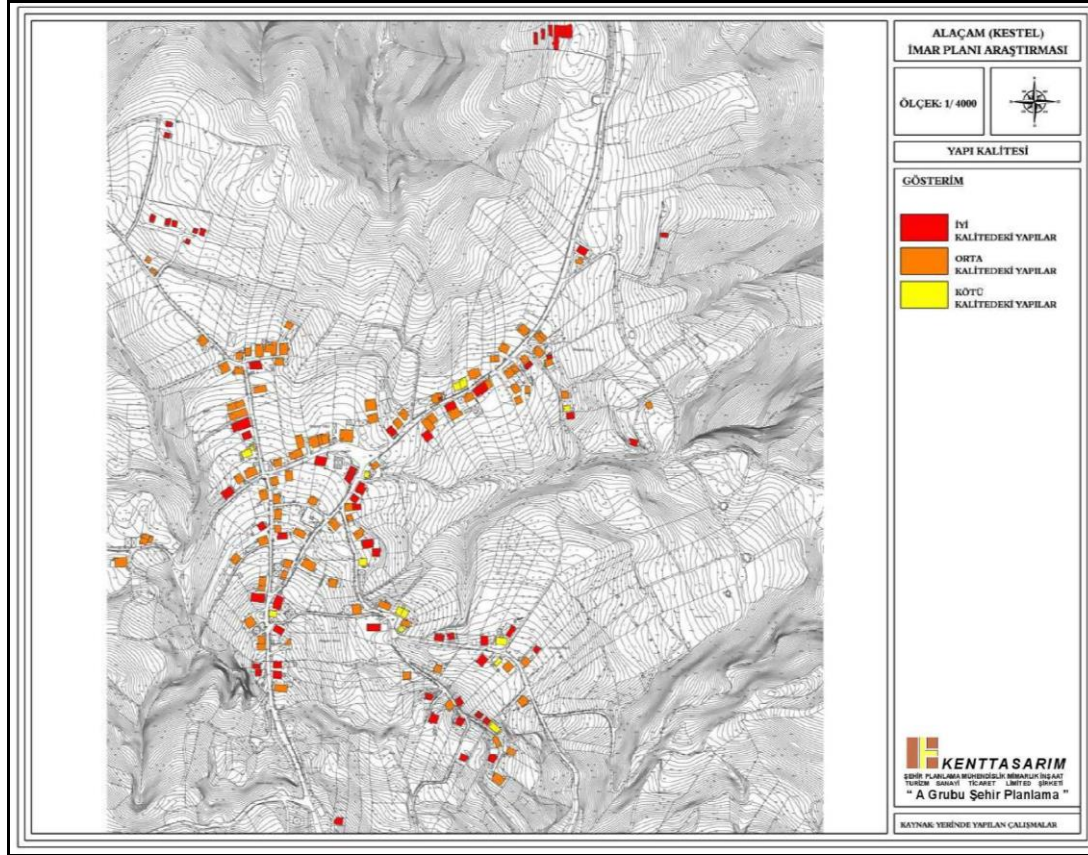 ALAÇAM (KESTEL)
İMAR PLANI ARAŞTIRMASI
ÖLÇEK: 1/ 4000
YAPI KALİTESİ
GÖSTERİM
İYİ
KALİTEDEKİ YAPILAR
ORTA
KALİTEDEKİ YAPILAR
KÖTÜ
KALİTEDEKİ YAPILAR
KENTTASARIM
ŞEHİR PLANLAMA MÜHENDİSLİK MİMARLIK İNŞAAT
TURİZM SANAYİ TİCARET LİMİTED ŞİRKETİ
“ A Grubu Şehir Planlama ”
KAYNAK: YERİNDE YAPILAN ÇALIŞMALAR